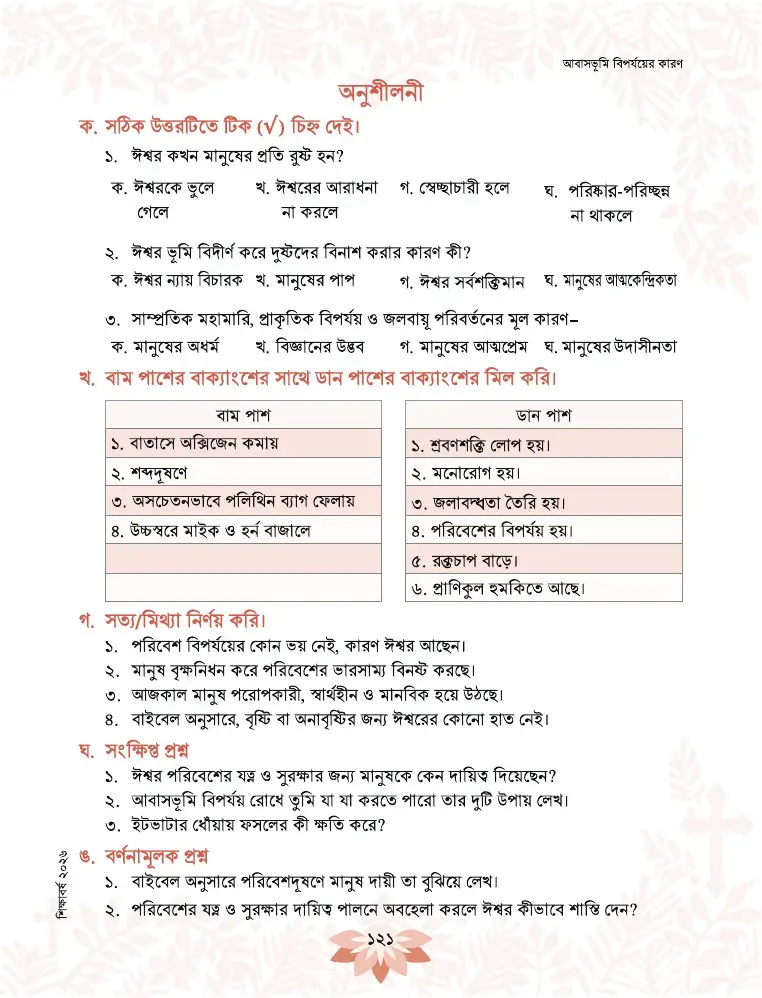 আবাসভূমি বিপর্যয়ের কারণ
অনুশীলনী
ক. সঠিক উত্তরটিতে টিক (√) চিহ্ন দেই।
১. ঈশ্বর কখন মানুষের প্রতি রুষ্ট হন?
ক. ঈশ্বরকে ভুলে খ. ঈশ্বরের আরাধনা গ. স্বেচ্ছাচারী হলে ঘ. পরিষ্কার-পরিচ্ছন্ন
গেলে না করলে না থাকলে
২. ঈশ্বর ভূমি বিদীর্ণ করে দুষ্টদের বিনাশ করার কারণ কী?
ক. ঈশ্বর ন্যায় বিচারক খ. মানুষের পাপ গ. ঈশ্বর সর্বশক্তিমান ঘ. মানুষের আত্মকেন্দ্রিকতা
৩. সাম্প্রতিক মহামারি, প্রাকৃতিক বিপর্যয় ও জলবায়ূ পরিবর্তনের মূল কারণ–
ক. মানুষের অধর্ম খ. বিজ্ঞানের উদ্ভব গ. মানুষের আত্মপ্রেম ঘ. মানুষের উদাসীনতা
খ. বাম পাশের বাক্যাংশের সাথে ডান পাশের বাক্যাংশের মিল করি।
বাম পাশ
১. বাতাসে অক্সিজেন কমায়
২. শব্দদূষণে
৩. অসচেতনভাবে পলিথিন ব্যাগ ফেলায়
৪. উচ্চস্বরে মাইক ও হর্ন বাজালে
ডান পাশ
১. শ্রবণশক্তি লোপ হয়।
২. মনোরোগ হয়।
৩. জলাবদ্ধতা তৈরি হয়।
৪. পরিবেশের বিপর্যয় হয়।
৫. রক্তচাপ বাড়ে।
৬. প্রাণিকুল হুমকিতে আছে।
গ. সত্য/মিথ্যা নির্ণয় করি।
১. পরিবেশ বিপর্যয়ের কোন ভয় নেই, কারণ ঈশ্বর আছেন।
২. মানুষ বৃক্ষনিধন করে পরিবেশের ভারসাম্য বিনষ্ট করছে।
৩. আজকাল মানুষ পরোপকারী, স্বার্থহীন ও মানবিক হয়ে উঠছে।
৪. বাইবেল অনুসারে, বৃষ্টি বা অনাবৃষ্টির জন্য ঈশ্বরের কোনো হাত নেই।
ঘ. সংক্ষিপ্ত প্রশ্ন
১. ঈশ্বর পরিবেশের যত্ন ও সুরক্ষার জন্য মানুষকে কেন দায়িত্ব দিয়েছেন?
২. আবাসভূমি বিপর্যয় রোধে তুমি যা যা করতে পারো তার দুটি উপায় লেখ।
৩. ইটভাটার ধোঁয়ায় ফসলের কী ক্ষতি করে?
ঙ. বর্ণনামূলক প্রশ্ন
১. বাইবেল অনুসারে পরিবেশদূষণে মানুষ দায়ী তা বুঝিয়ে লেখ।
২. পরিবেশের যত্ন ও সুরক্ষার দায়িত্ব পালনে অবহেলা করলে ঈশ্বর কীভাবে শাস্তি দেন?
শিক্ষাবর্ষ ২০২৬
১২১